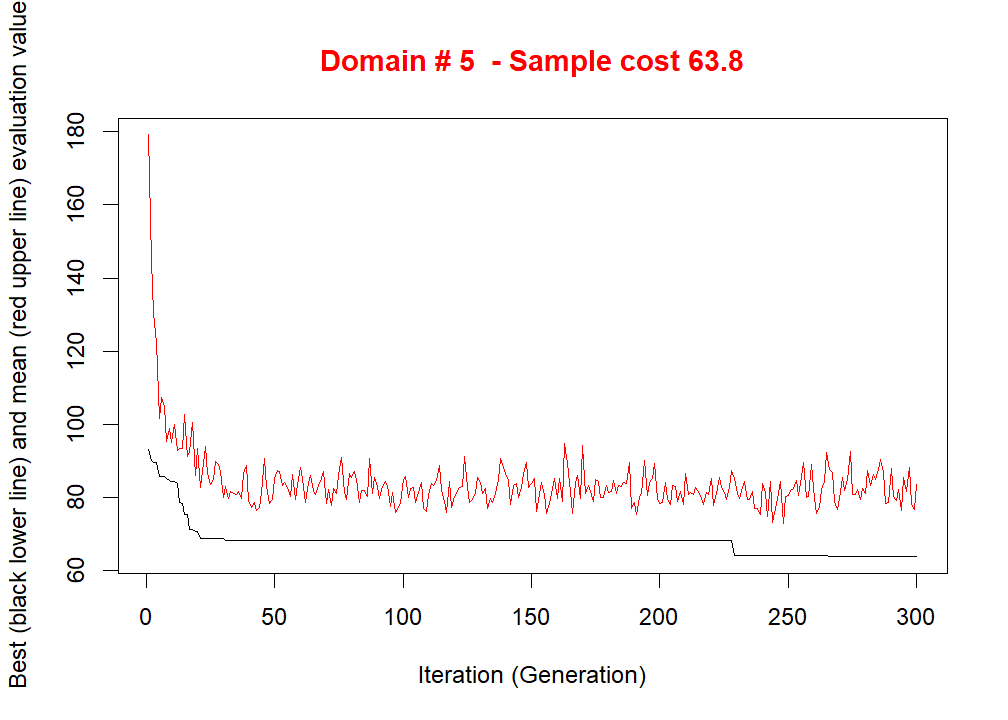 Domain # 5  - Sample cost 63.8
Best (black lower line) and mean (red upper line) evaluation value
180
160
140
120
100
80
60
0 50 100 150 200 250 300
Iteration (Generation)